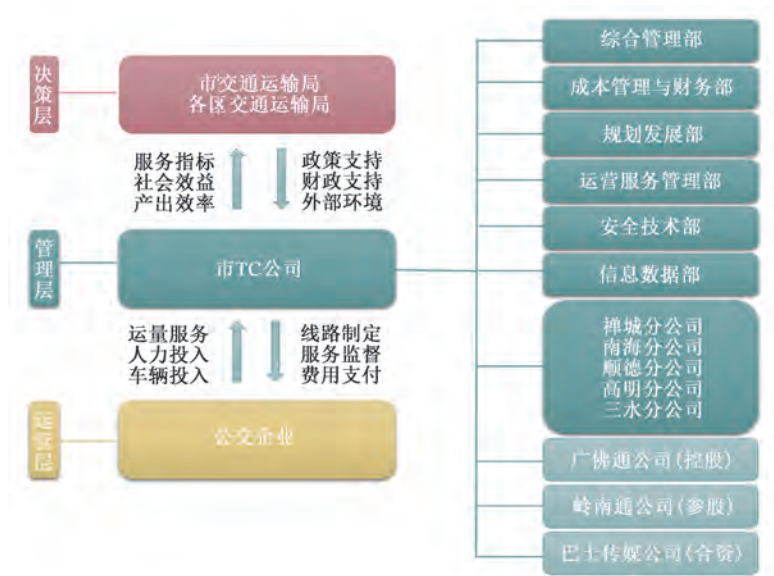 决策层
市交通运输局
各区交通运输局
服务指标
社会效益
产出效率
政策支持
财政支持
外部环境
管理层
市TC公司
运量服务
人力投入
车辆投入
线路制定
服务监督
费用支付
运营层
公交企业
综合管理部
成本管理与财务部
规划发展部
运营服务管理部
安全技术部
信息数据部
禅城分公司
南海分公司
顺德分公司
高明分公司
三水分公司
广佛通公司(控股)
岭南通公司(参股)
巴士传媒公司(合资)